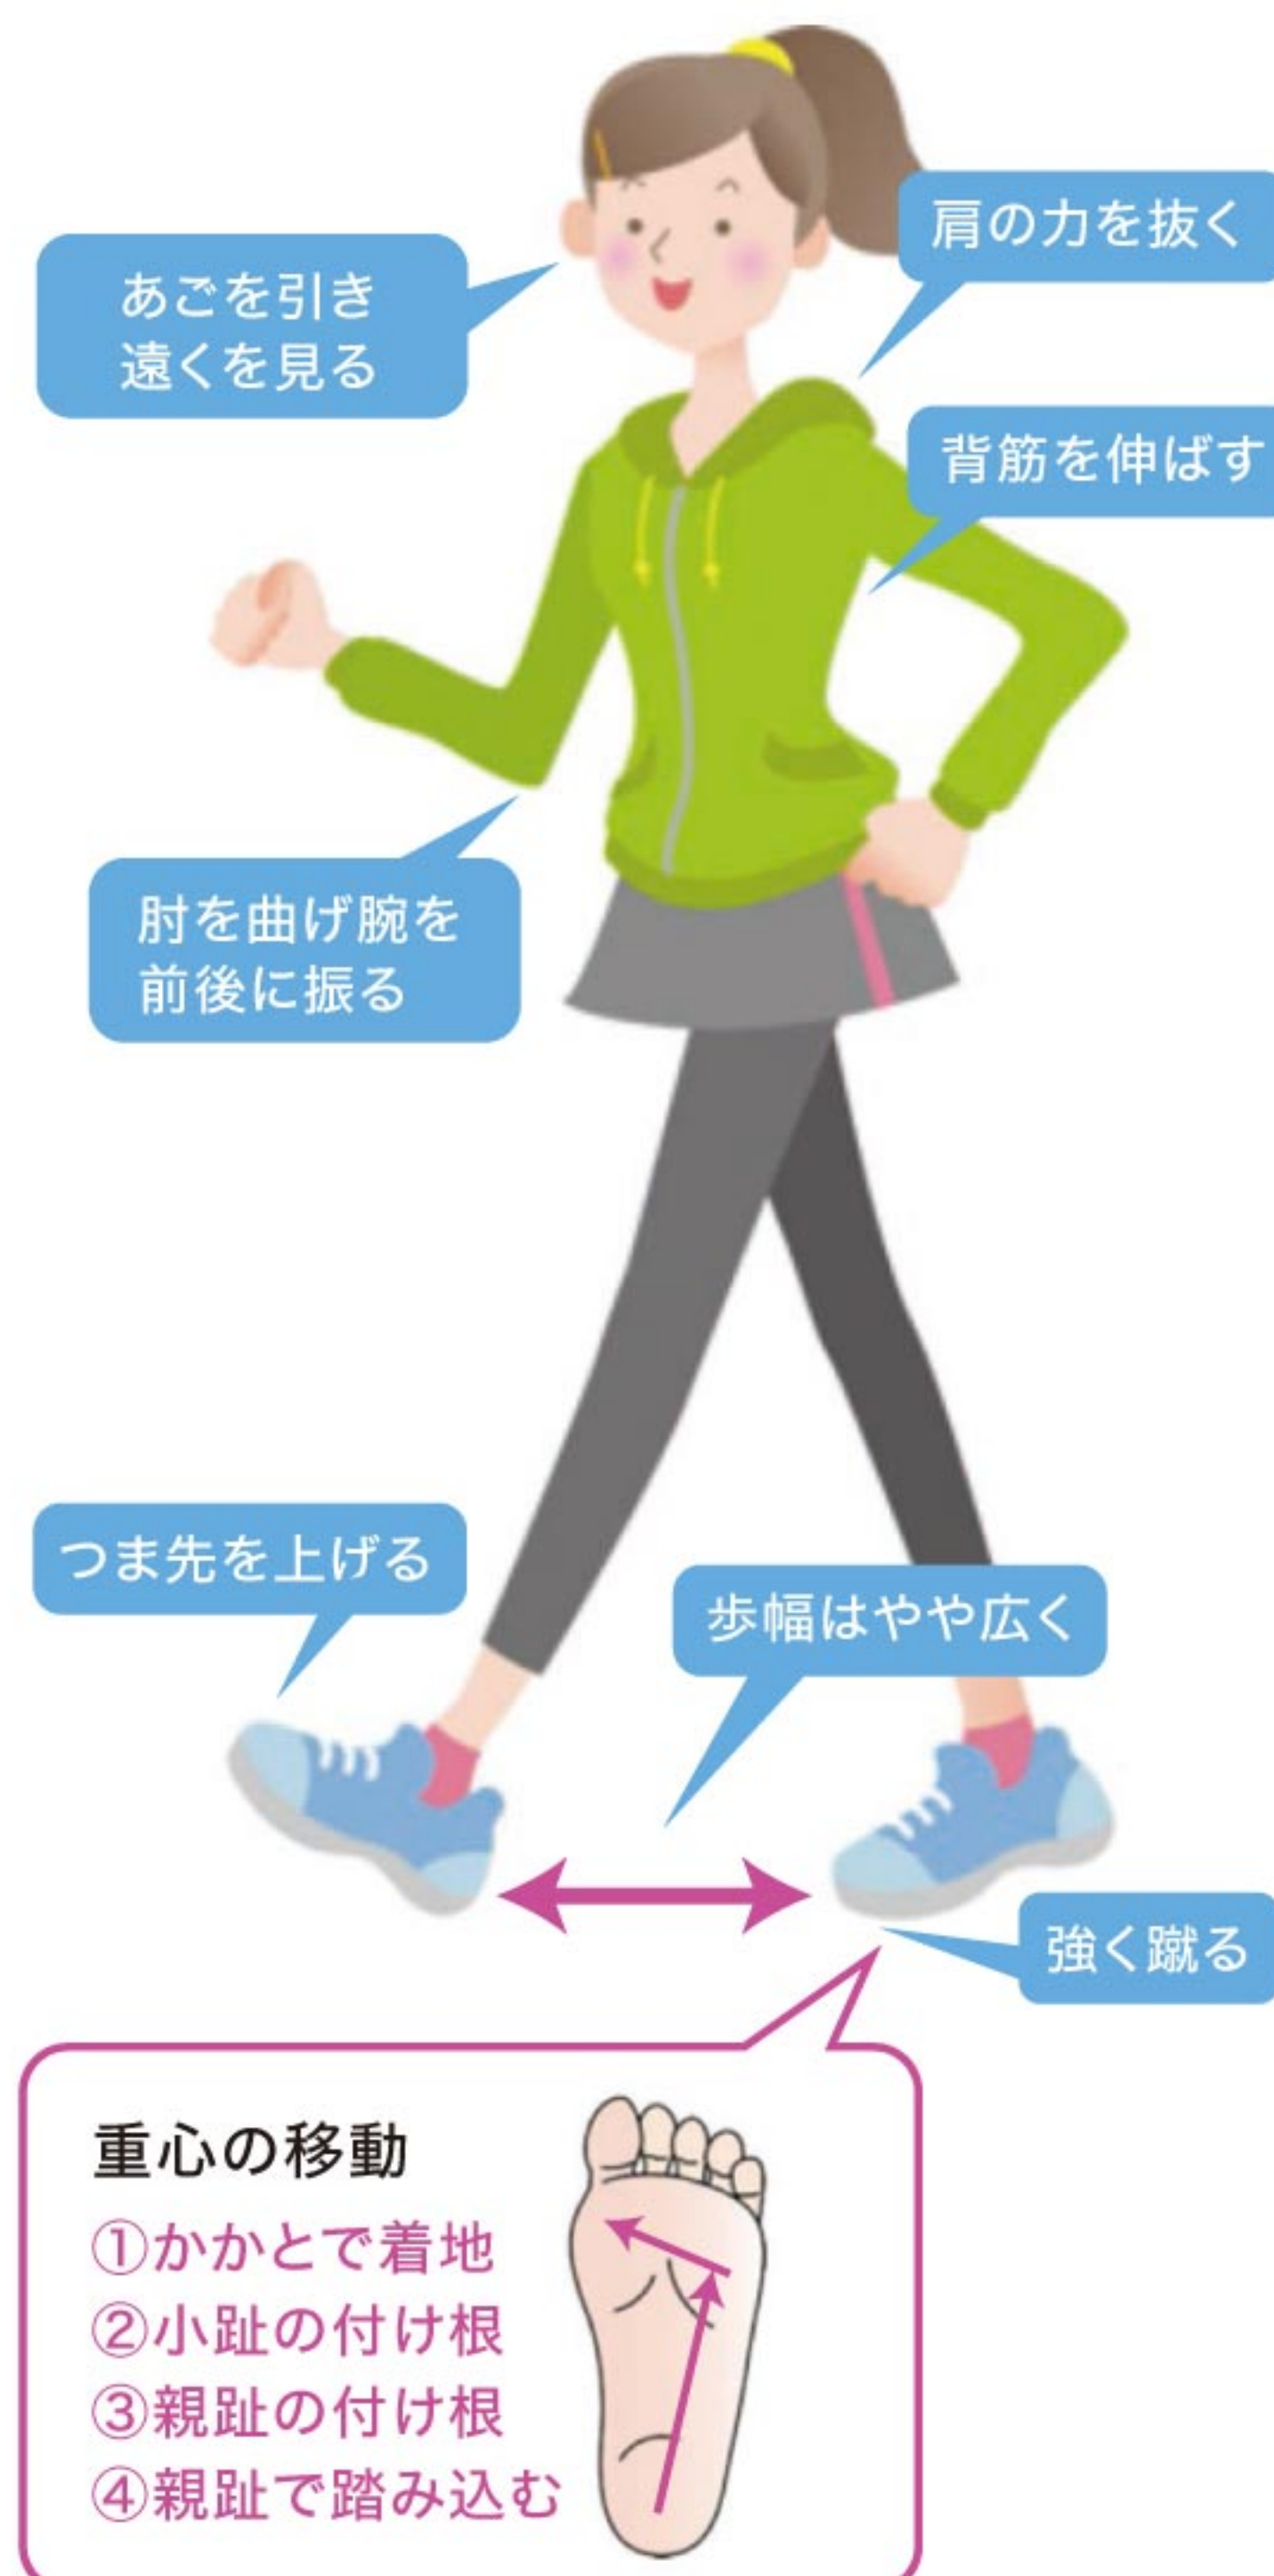 肩の力を抜く
あごを引き
遠くを見る
背筋を伸ばす
肘を曲げ腕を
前後に振る
つま先を上げる
歩幅はやや広く
強く蹴る
重心の移動
①かかとで着地
②小趾の付け根
③親趾の付け根
④親趾で踏み込む